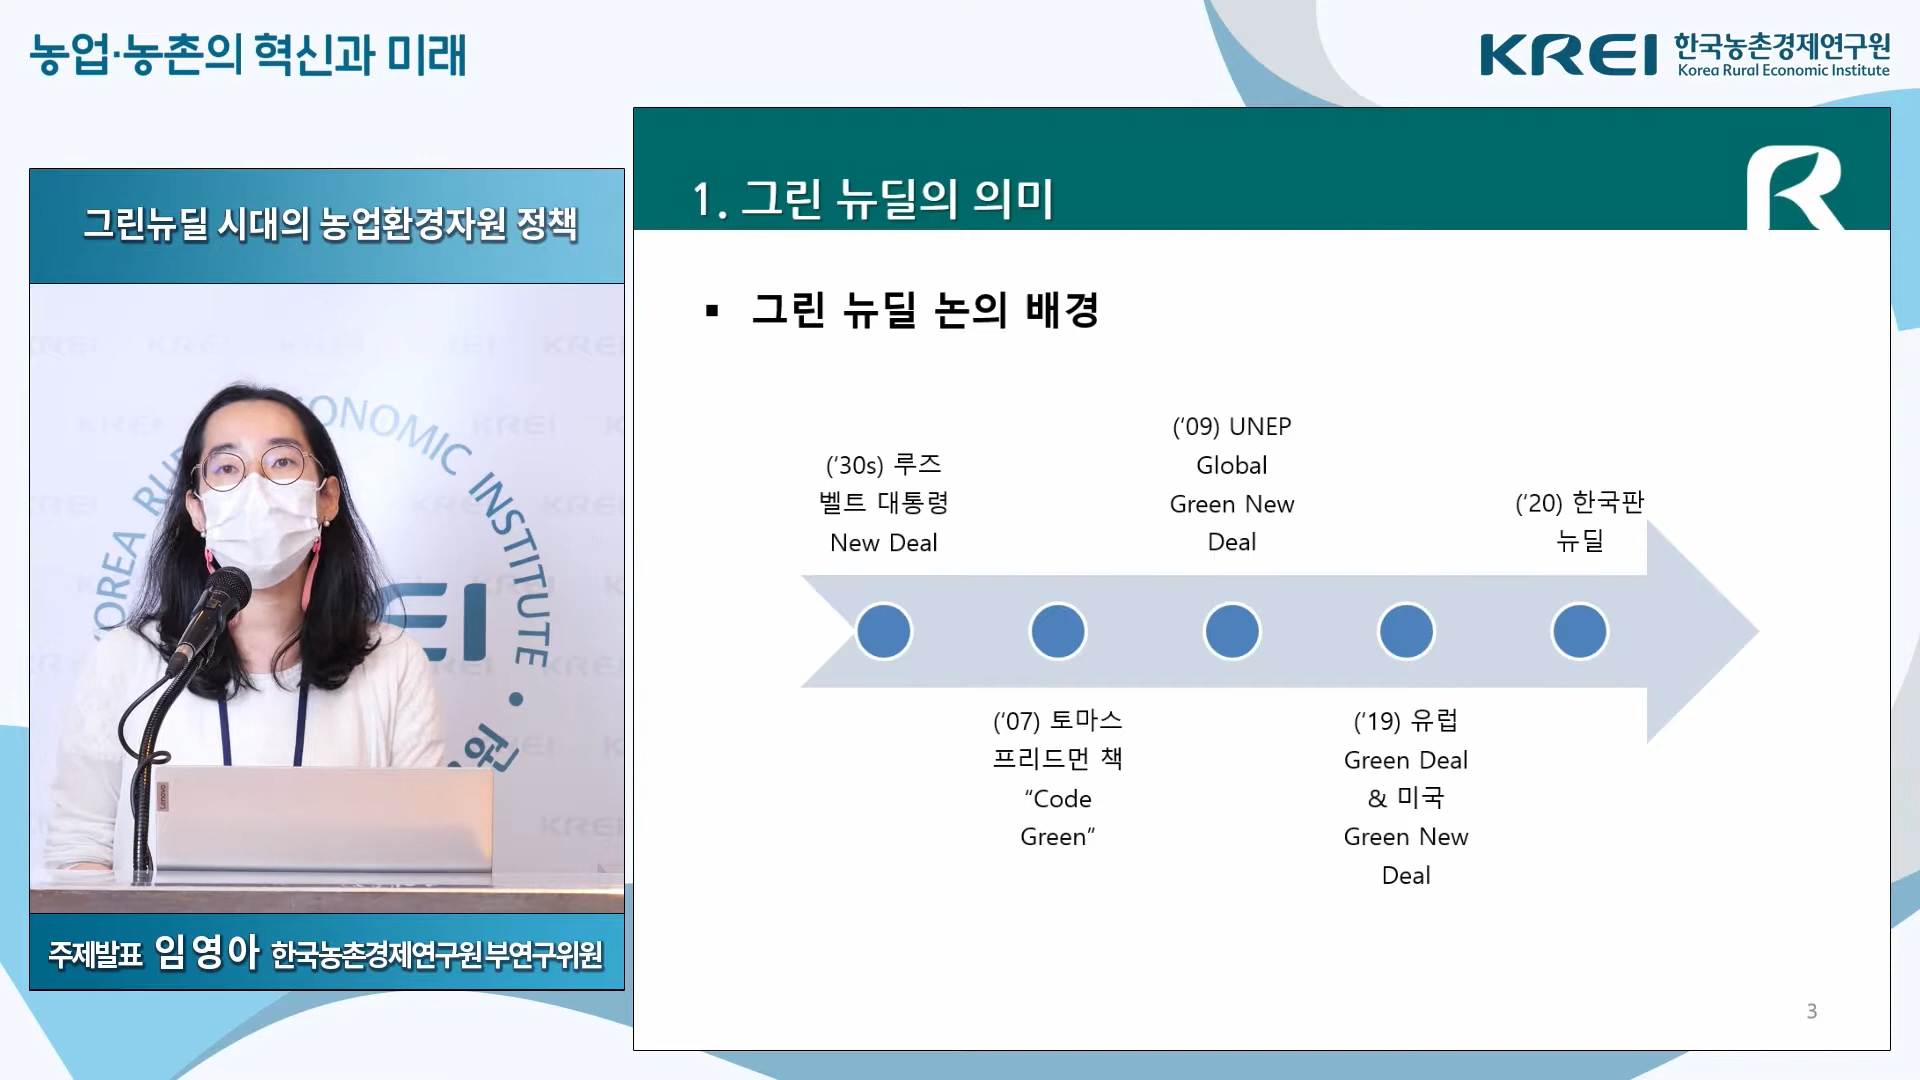 농업·농촌의 혁신과 미래
KREI 한국농촌경제연구원
Korea Rural Economic Institute
그린뉴딜 시대의 농업환경자원 정책
KOREA RURAL ECONOMIC INSTITUTE
Lenovo
주제발표 임영아 한국농촌경제연구원 부연구위원
1. 그린 뉴딜의 의미
▪ 그린 뉴딜 논의 배경
(‘30s) 루즈
벨트 대통령
New Deal
(‘07) 토마스
프리드먼 책
“Code
Green”
(‘09) UNEP
Global
Green New
Deal
(‘19) 유럽
Green Deal
& 미국
Green New
Deal
(‘20) 한국판
뉴딜
3